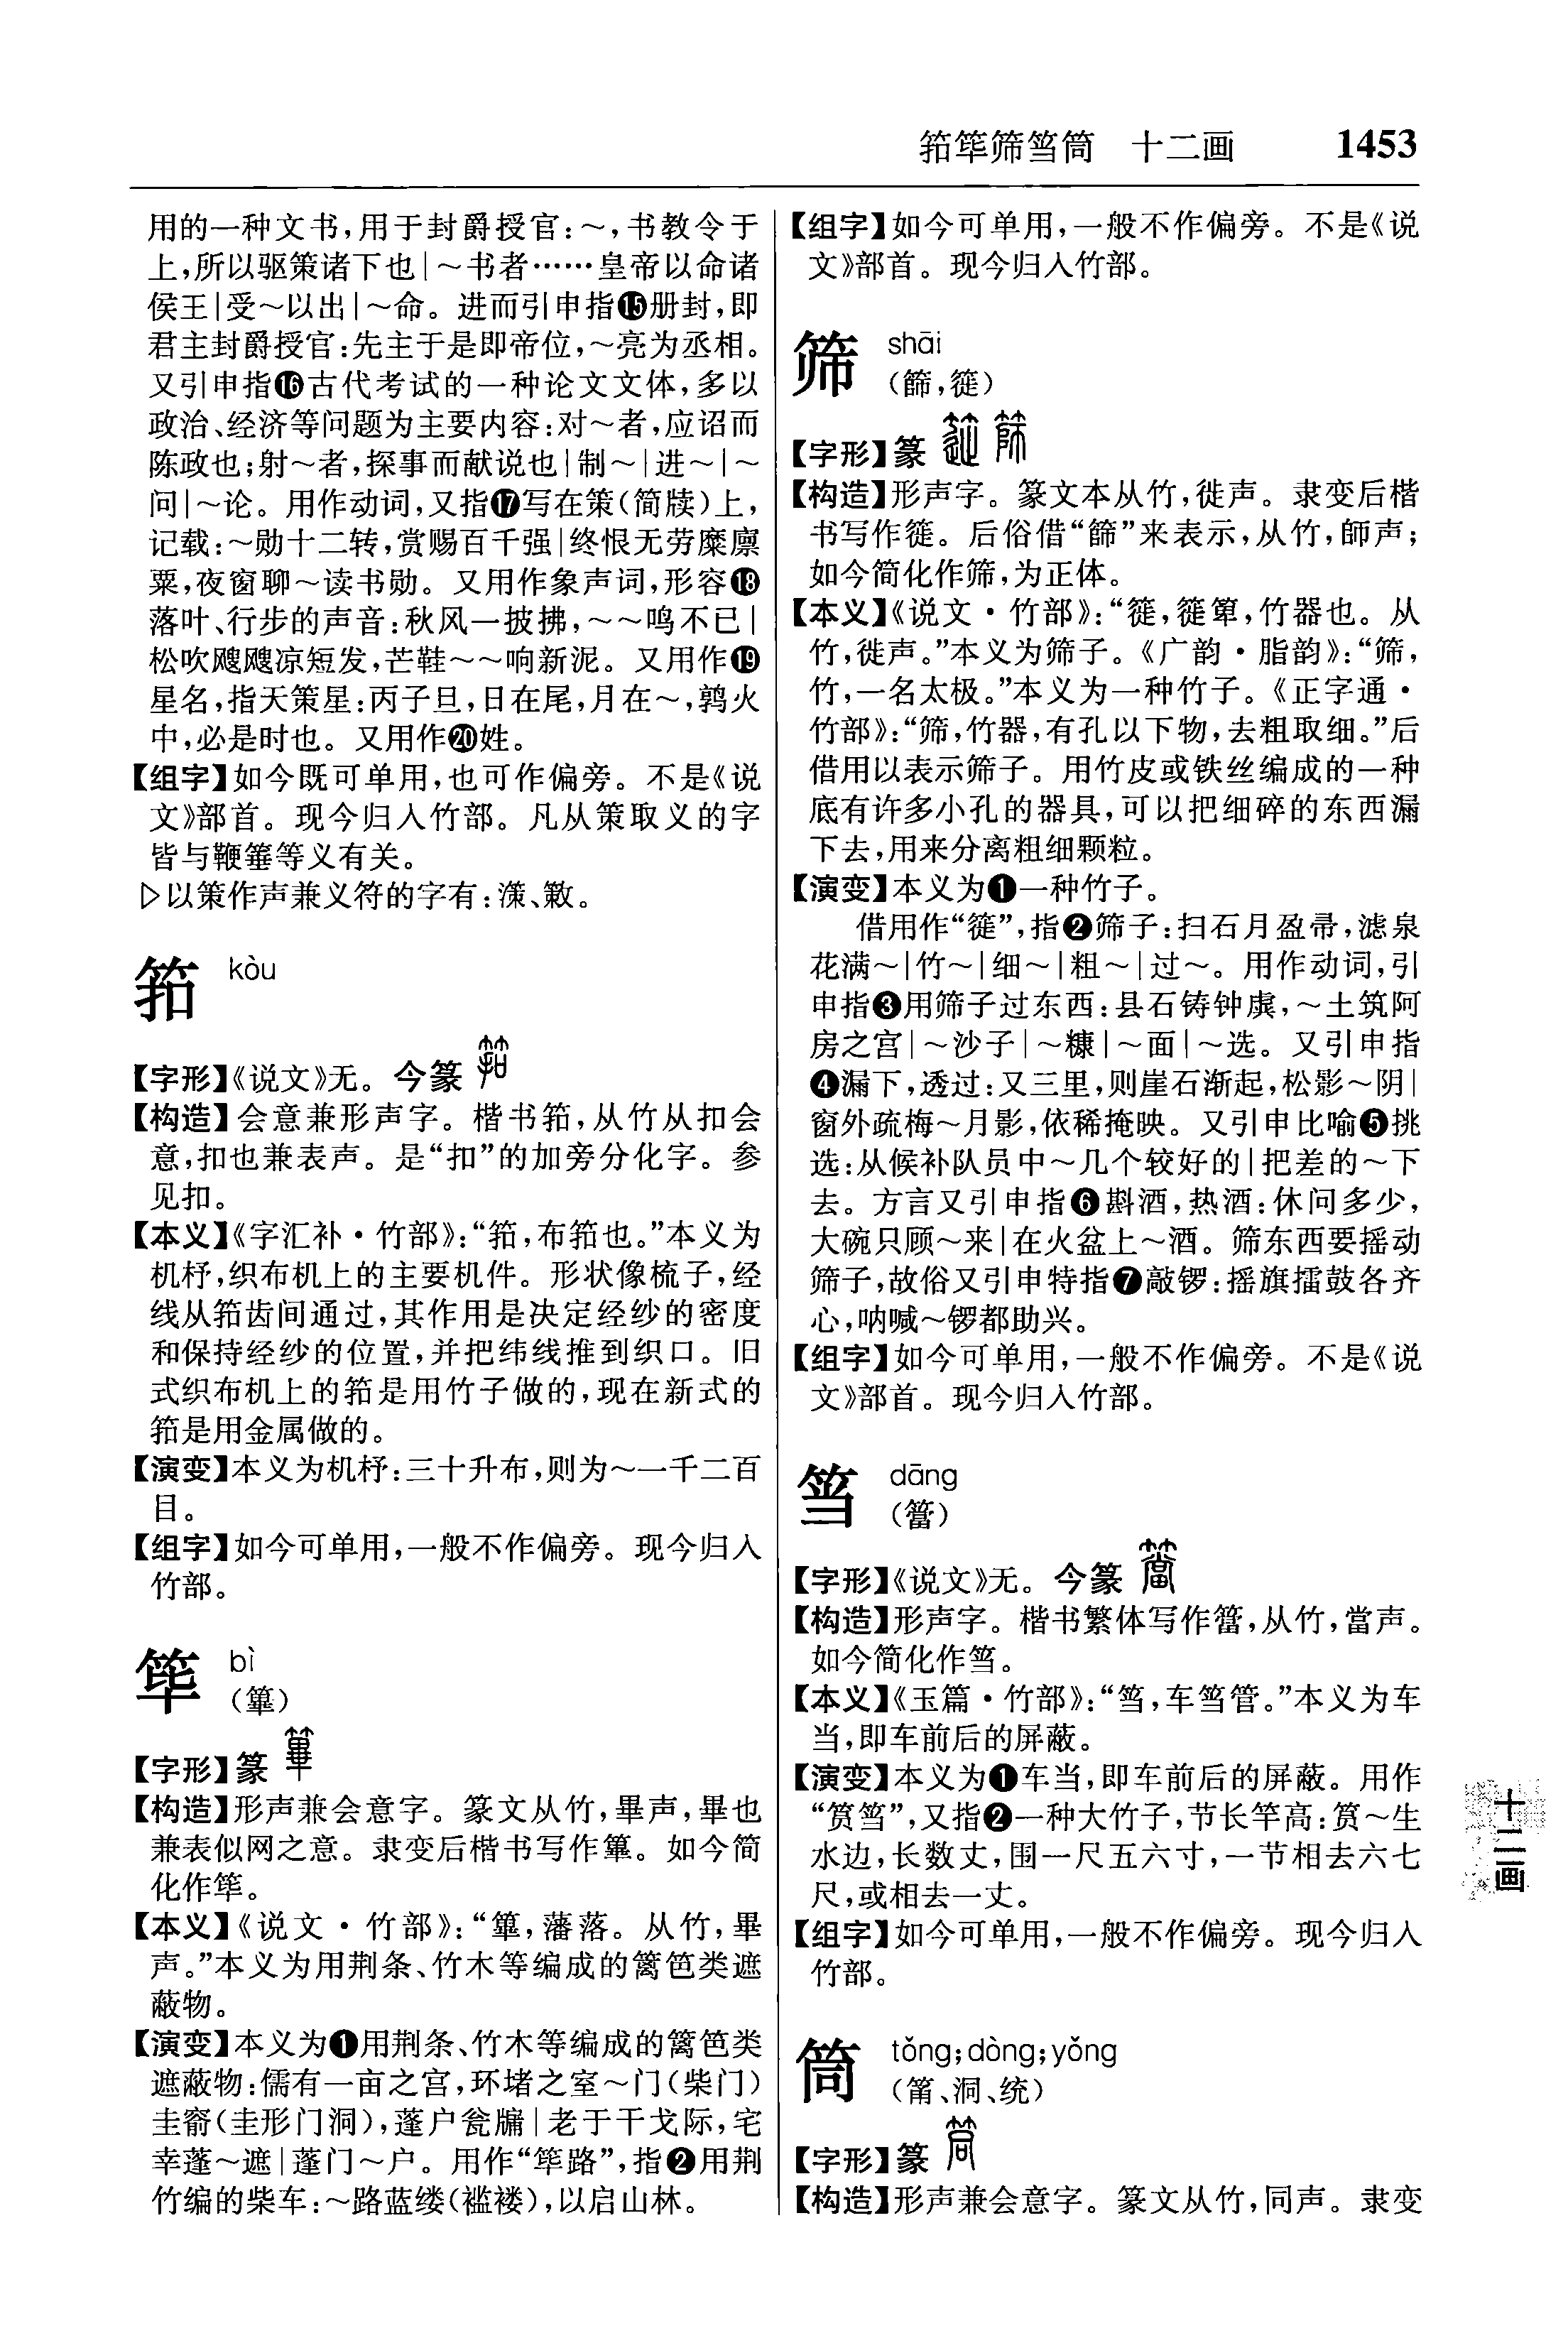 筘筚筛筜筒　十二画　1453
用的一种文书,用于封爵授官:～,书教令于
上,所以驱策诸下也|～书者……皇帝以命诸
侯王|受～以出|～命。进而引申指⓯册封,即
君主封爵授官:先主于是即帝位,～亮为丞相。
又引申指⓰古代考试的一种论文文体,多以
政治、经济等问题为主要内容:对～者,应诏而
陈政也;射～者,探事而献说也|制～|进～|～
问|～论。用作动词,又指⓱写在策(简牍)上,
记载:～勋十二转,赏赐百千强|终恨无劳糜廪
粟,夜窗聊～读书勋。又用作象声词,形容⓲
落叶、行步的声音:秋风一披拂,～～鸣不已|
松吹飕飕凉短发,芒鞋～～响新泥。又用作⓳
星名,指天策星:丙子旦,日在尾,月在～,鹑火
中,必是时也。又用作⓴姓。
【组字】如今既可单用,也可作偏旁。不是《说
文》部首。现今归入竹部。凡从策取义的字
皆与鞭箠等义有关。
▷以策作声兼义符的字有:㵽、簌。
筘 kòu
【字形】《说文》无。今篆
【构造】会意兼形声字。楷书筘,从竹从扣会
意,扣也兼表声。是“扣”的加旁分化字。参
见扣。
【本义】《字汇补·竹部》:“筘,布筘也。”本义为
机杼,织布机上的主要机件。形状像梳子,经
线从筘齿间通过,其作用是决定经纱的密度
和保持经纱的位置,并把纬线推到织口。旧
式织布机上的筘是用竹子做的,现在新式的
筘是用金属做的。
【演变】本义为机杼:三十升布,则为～一千二百
目。
【组字】如今可单用,一般不作偏旁。现今归入
竹部。
筚 bì
(篳)
【字形】篆
【构造】形声兼会意字。篆文从竹,畢声,畢也
兼表似网之意。隶变后楷书写作篳。如今简
化作筚。
【本义】《说文·竹部》:“篳,藩落。从竹,畢
声。”本义为用荆条、竹木等编成的篱笆类遮
蔽物。
【演变】本义为❶用荆条、竹木等编成的篱笆类
遮蔽物:儒有一亩之宫,环堵之室～门(柴门)
圭窬(圭形门洞),蓬户瓮牖|老于干戈际,宅
幸蓬～遮|蓬门～户。用作“筚路”,指❷用荆
竹编的柴车:～路蓝缕(褴褛),以启山林。
【组字】如今可单用,一般不作偏旁。不是《说
文》部首。现今归入竹部。
筛 shāi
(篩,簁)
【字形】篆
【构造】形声字。篆文本从竹,徙声。隶变后楷
书写作簁。后俗借“篩”来表示,从竹,師声;
如今简化作筛,为正体。
【本义】《说文·竹部》:“簁,簁箄,竹器也。从
竹,徙声。”本义为筛子。《广韵·脂韵》:“筛,
竹,一名太极。”本义为一种竹子。《正字通·
竹部》:“筛,竹器,有孔以下物,去粗取细。”后
借用以表示筛子。用竹皮或铁丝编成的一种
底有许多小孔的器具,可以把细碎的东西漏
下去,用来分离粗细颗粒。
【演变】本义为❶一种竹子。
借用作“簁”,指❷筛子:扫石月盈帚,滤泉
花满～|竹～|细～|粗～|过～。用作动词,引
申指❸用筛子过东西:县石铸钟虡,～土筑阿
房之宫|～沙子|～糠|～面|～选。又引申指
❹漏下,透过:又三里,则崖石渐起,松影～阴|
窗外疏梅～月影,依稀掩映。又引申比喻❺挑
选:从候补队员中～几个较好的|把差的～下
去。方言又引申指❻斟酒,热酒:休问多少,
大碗只顾～来|在火盆上～酒。筛东西要摇动
筛子,故俗又引申特指❼敲锣:摇旗擂鼓各齐
心,呐喊～锣都助兴。
【组字】如今可单用,一般不作偏旁。不是《说
文》部首。现今归入竹部。
筜 dāng
(簹)
【字形】《说文》无。今篆
【构造】形声字。楷书繁体写作簹,从竹,當声。
如今简化作筜。
【本义】《玉篇·竹部》:“筜,车筜管。”本义为车
当,即车前后的屏蔽。
【演变】本义为❶车当,即车前后的屏蔽。用作
“筼筜”,又指❷一种大竹子,节长竿高:筼～生
水边,长数丈,围一尺五六寸,一节相去六七
尺,或相去一丈。
【组字】如今可单用,一般不作偏旁。现今归入
竹部。
筒 tǒng;dòng;yǒng
(筩、洞、统)
【字形】篆
【构造】形声兼会意字。篆文从竹,同声。隶变
十二画